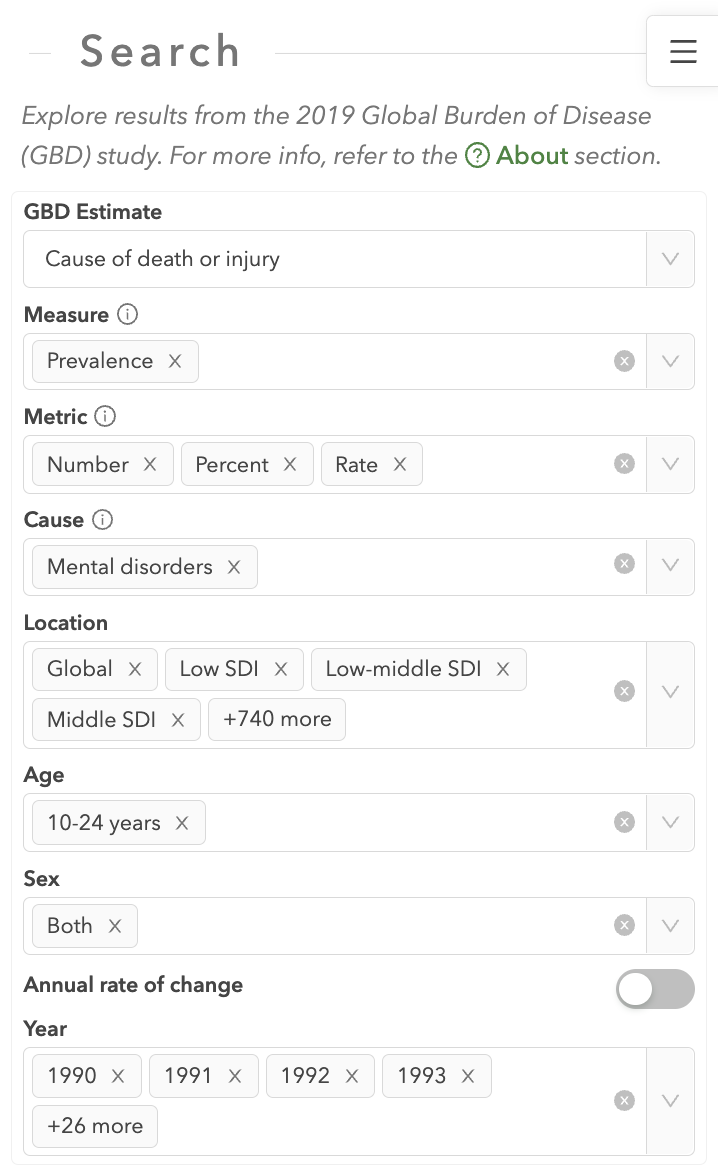 Search
Explore results from the 2019 Global Burden of Disease
(GBD) study. For more info, refer to the ? About section.
GBD Estimate
Cause of death or injury
Measure
Prevalence
Metric
Number Percent Rate
Cause
Mental disorders
Location
Global Low SDI Low-middle SDI
Middle SDI +740 more
Age
10-24 years
Sex
Both
Annual rate of change
Year
1990 1991 1992 1993
+26 more